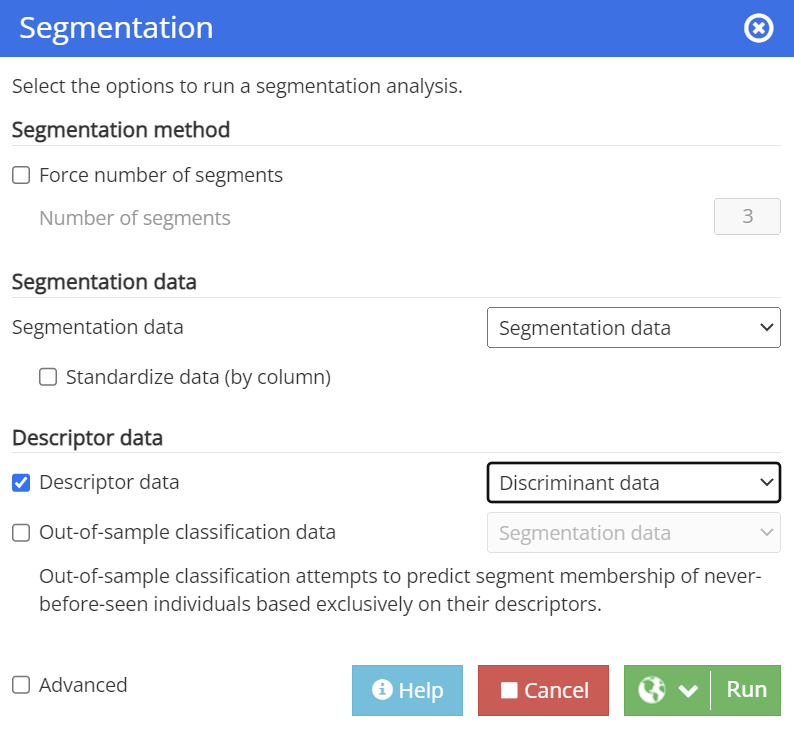 Segmentation
Select the options to run a segmentation analysis.
Segmentation method
Force number of segments
Number of segments 3
Segmentation data
Segmentation data Segmentation data
Standardize data (by column)
Descriptor data
Descriptor data Discriminant data
Out-of-sample classification data Segmentation data
Out-of-sample classification attempts to predict segment membership of never-
before-seen individuals based exclusively on their descriptors.
Advanced Help Cancel Run